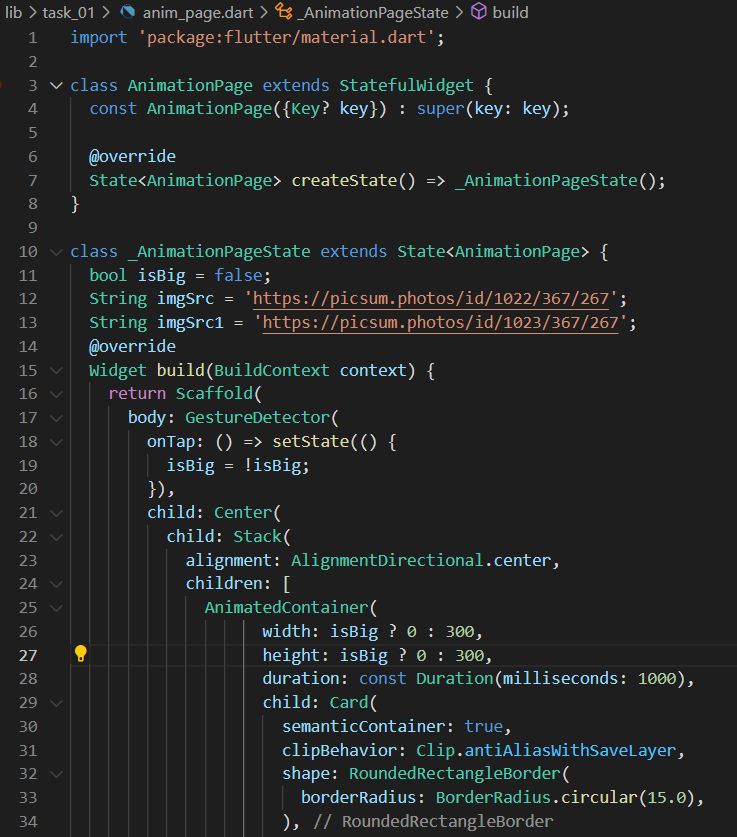 lib > task_01 > anim_page.dart > _AnimationPageState > build
1 import 'package:flutter/material.dart';
2
3 class AnimationPage extends StatefulWidget {
4 const AnimationPage({Key? key}) : super(key: key);
5
6 @override
7 State<AnimationPage> createState() => _AnimationPageState();
8 }
9
10 class _AnimationPageState extends State<AnimationPage> {
11 bool isBig = false;
12 String imgSrc = 'https://picsum.photos/id/1022/367/267';
13 String imgSrc1 = 'https://picsum.photos/id/1023/367/267';
14 @override
15 Widget build(BuildContext context) {
16 return Scaffold(
17 body: GestureDetector(
18 onTap: () => setState(() {
19 isBig = !isBig;
20 }),
21 child: Center(
22 child: Stack(
23 alignment: AlignmentDirectional.center,
24 children: [
25 AnimatedContainer(
26 width: isBig ? 0 : 300,
27 height: isBig ? 0 : 300,
28 duration: const Duration(milliseconds: 1000),
29 child: Card(
30 semanticContainer: true,
31 clipBehavior: Clip.antiAliasWithSaveLayer,
32 shape: RoundedRectangleBorder(
33 borderRadius: BorderRadius.circular(15.0),
34 ), // RoundedRectangleBorder